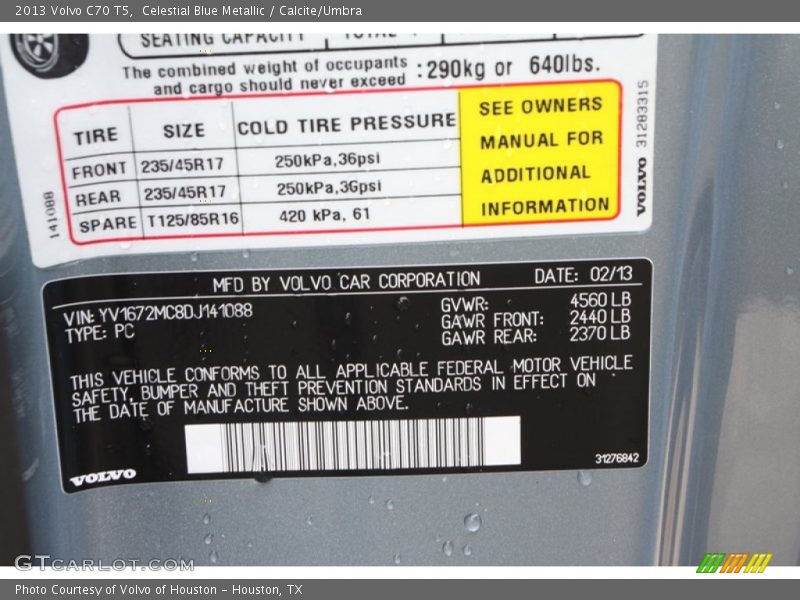 2013 Volvo C70 T5,  Celestial Blue Metallic / Calcite/Umbra
SEATING CAPACITY
The combined weight of occupants
and cargo should never exceed :290kg or 640lbs.
TIRE SIZE COLD TIRE PRESSURE
FRONT 235/45R17 250kPa,36psi
REAR 235/45R17 250kPa,36psi
SPARE T125/85R16 420 kPa, 61
SEE OWNERS
MANUAL FOR
ADDITIONAL
INFORMATION
141088
VOLVO 31283315
MFD BY VOLVO CAR CORPORATION DATE: 02/13
VIN: YV1672MC8DJ141088
TYPE: PC
GVWR: 4560 LB
GAWR FRONT: 2440 LB
GAWR REAR: 2370 LB
THIS VEHICLE CONFORMS TO ALL APPLICABLE FEDERAL MOTOR VEHICLE
SAFETY, BUMPER AND THEFT PREVENTION STANDARDS IN EFFECT ON
THE DATE OF MANUFACTURE SHOWN ABOVE.
VOLVO 31276842
GTCARLOT.COM
Photo Courtesy of Volvo of Houston - Houston, TX